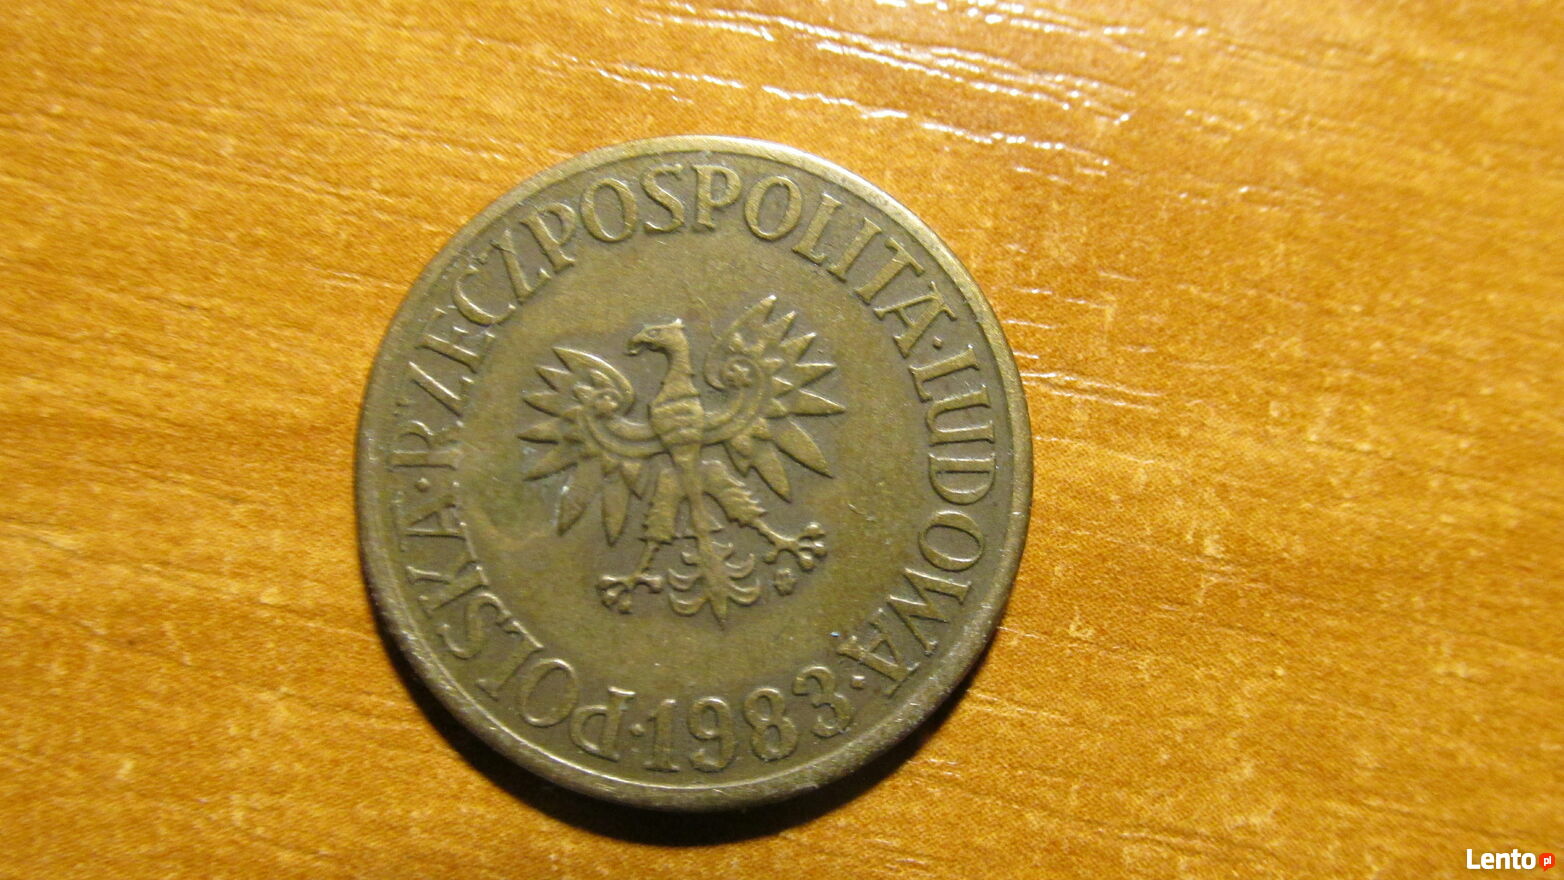 POLSKA·RZECZPOSPOLITA·LUDOWA·
·1983·
Lento pl